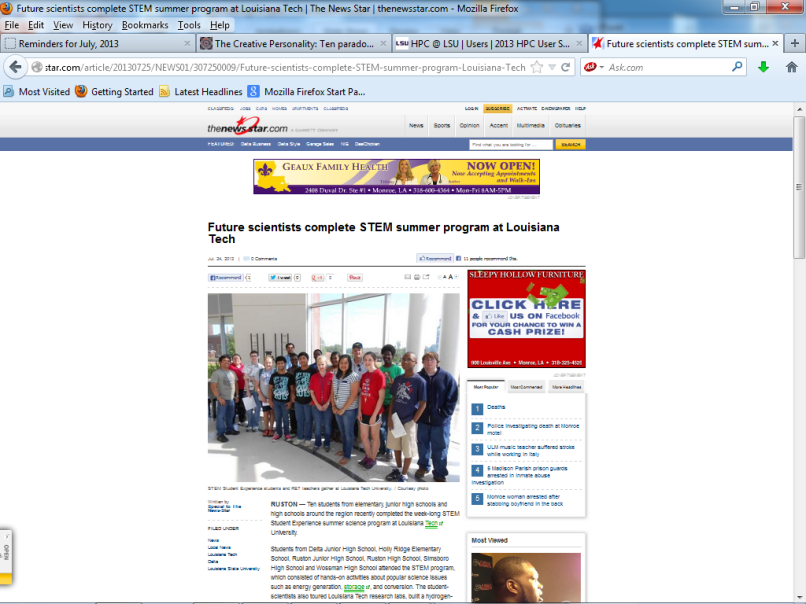 Future scientists complete STEM summer program at Louisiana Tech | The News Star | thenewsstar.com - Mozilla Firefox
File Edit View History Bookmarks Tools Help
Reminders for July, 2013
The Creative Personality: Ten parado...
LSU HPC @ LSU | Users | 2013 HPC User S...
Future scientists complete STEM sum...
star.com/article/20130725/NEWS01/307250009/Future-scientists-complete-STEM-summer-program-Louisiana-Tech
Ask.com
Most Visited Getting Started Latest Headlines Mozilla Firefox Start Pa...
CLASSIFIEDS: JOBS CARS HOMES APARTMENTS CLASSIFIEDS
LOG IN SUBSCRIBE ACTIVATE E-NEWSPAPER HELP
thenewsstar.com
News Sports Opinion Accent Multimedia Obituaries
FEATURED: Delta Business Delta Style Garage Sales VIG DealChicken
Find what you are looking for ...
SEARCH
GEAUX FAMILY HEALTH
NOW OPEN!
Now Accepting Appointments
and Walk-Ins
2408 Duval Dr. Ste #1 • Monroe, LA • 318-600-4364 • Mon-Fri 8AM-5PM
ADVERTISEMENT
Future scientists complete STEM summer program at Louisiana
Tech
Jul. 24, 2013 | 0 Comments
Recommend 11 people recommend this.
Recommend
Tweet 0
0
Pin it
A A
SLEEPY HOLLOW FURNITURE
CLICK HERE
& Like US ON Facebook
FOR YOUR CHANCE TO WIN A
CASH PRIZE!
900 Louisville Ave • Monroe, LA • 318-325-4520
ADVERTISEMENT
Most Popular Most Commented More Headlines
1 Deaths
2 Police investigating death at Monroe
motel
3 ULM music teacher suffered stroke
while working in Italy
4 5 Madison Parish prison guards
arrested in inmate abuse
investigation
5 Monroe woman arrested after
stabbing boyfriend in the back
STEM Student Experience students and RET teachers gather at Louisiana Tech University. / Courtesy photo
Written by
Special to The
News-Star
FILED UNDER
News
Local News
Louisiana Tech
Delta
Louisiana State University
RUSTON — Ten students from elementary, junior high schools and
high schools around the region recently completed the week-long STEM
Student Experience summer science program at Louisiana Tech
University.
Students from Delta Junior High School, Holly Ridge Elementary
School, Ruston Junior High School, Ruston High School, Simsboro
High School and Wossman High School attended the STEM program,
which consisted of hands-on activities about popular science issues
such as energy generation, storage, and conversion. The student-
scientists also toured Louisiana Tech research labs, built a hydrogen-
Most Viewed
OPEN